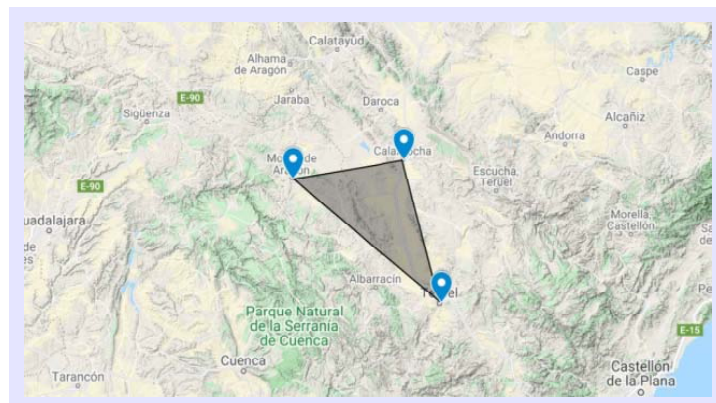 Calatayud
Alhama
de Aragón
Caspe
E-90
Jaraba
Daroca
Sigüenza
Alcañiz
Andorra
Escucha,
Teruel
E-90
Morella,
Castellón
Albarracín
Parque Natural
de la Serranía
de Cuenca
E-15
Cuenca
Castellón
de la Plana
Tarancón